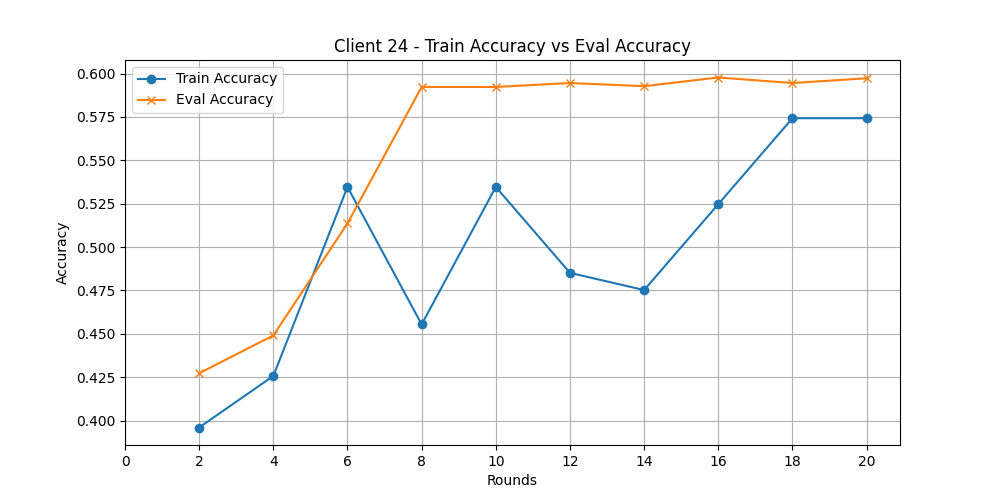 Client 24 - Train Accuracy vs Eval Accuracy
Train Accuracy
Eval Accuracy
Accuracy
0.600
0.575
0.550
0.525
0.500
0.475
0.450
0.425
0.400
0 2 4 6 8 10 12 14 16 18 20
Rounds